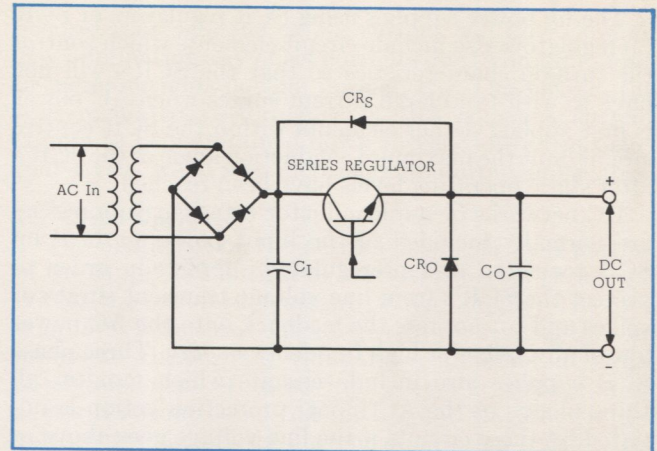 CRS
SERIES REGULATOR
AC In
CI
CRO
CO
+
DC
OUT
-